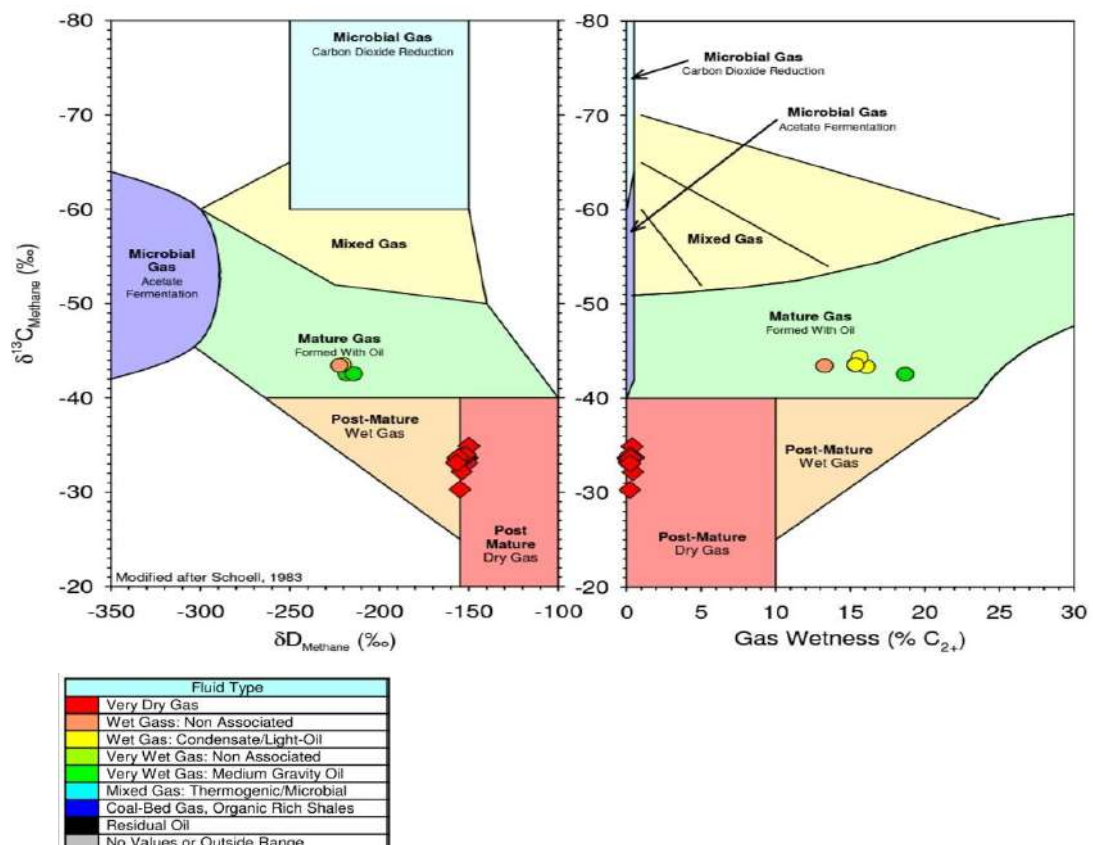 -80
-70
-60
-50
-40
-30
-20
δ¹³C Methane (‰)
-350
-300
-250
-200
-150
-100
δD Methane (‰)
Microbial Gas
Carbon Dioxide Reduction
Mixed Gas
Microbial
Gas
Acetate
Fermentation
Mature Gas
Formed With Oil
Post-Mature
Wet Gas
Post
Mature
Dry Gas
Modified after Schoell, 1983
-80
-70
-60
-50
-40
-30
-20
0
5
10
15
20
25
30
Gas Wetness (% C₂₊)
Microbial Gas
Carbon Dioxide Reduction
Microbial Gas
Acetate Fermentation
Mixed Gas
Mature Gas
Formed With Oil
Post-Mature
Wet Gas
Post-Mature
Dry Gas
Fluid Type
Very Dry Gas
Wet Gass: Non Associated
Wet Gas: Condensate/Light-Oil
Very Wet Gas: Non Associated
Very Wet Gas: Medium Gravity Oil
Mixed Gas: Thermogenic/Microbial
Coal-Bed Gas, Organic Rich Shales
Residual Oil
No Values or Outside Range